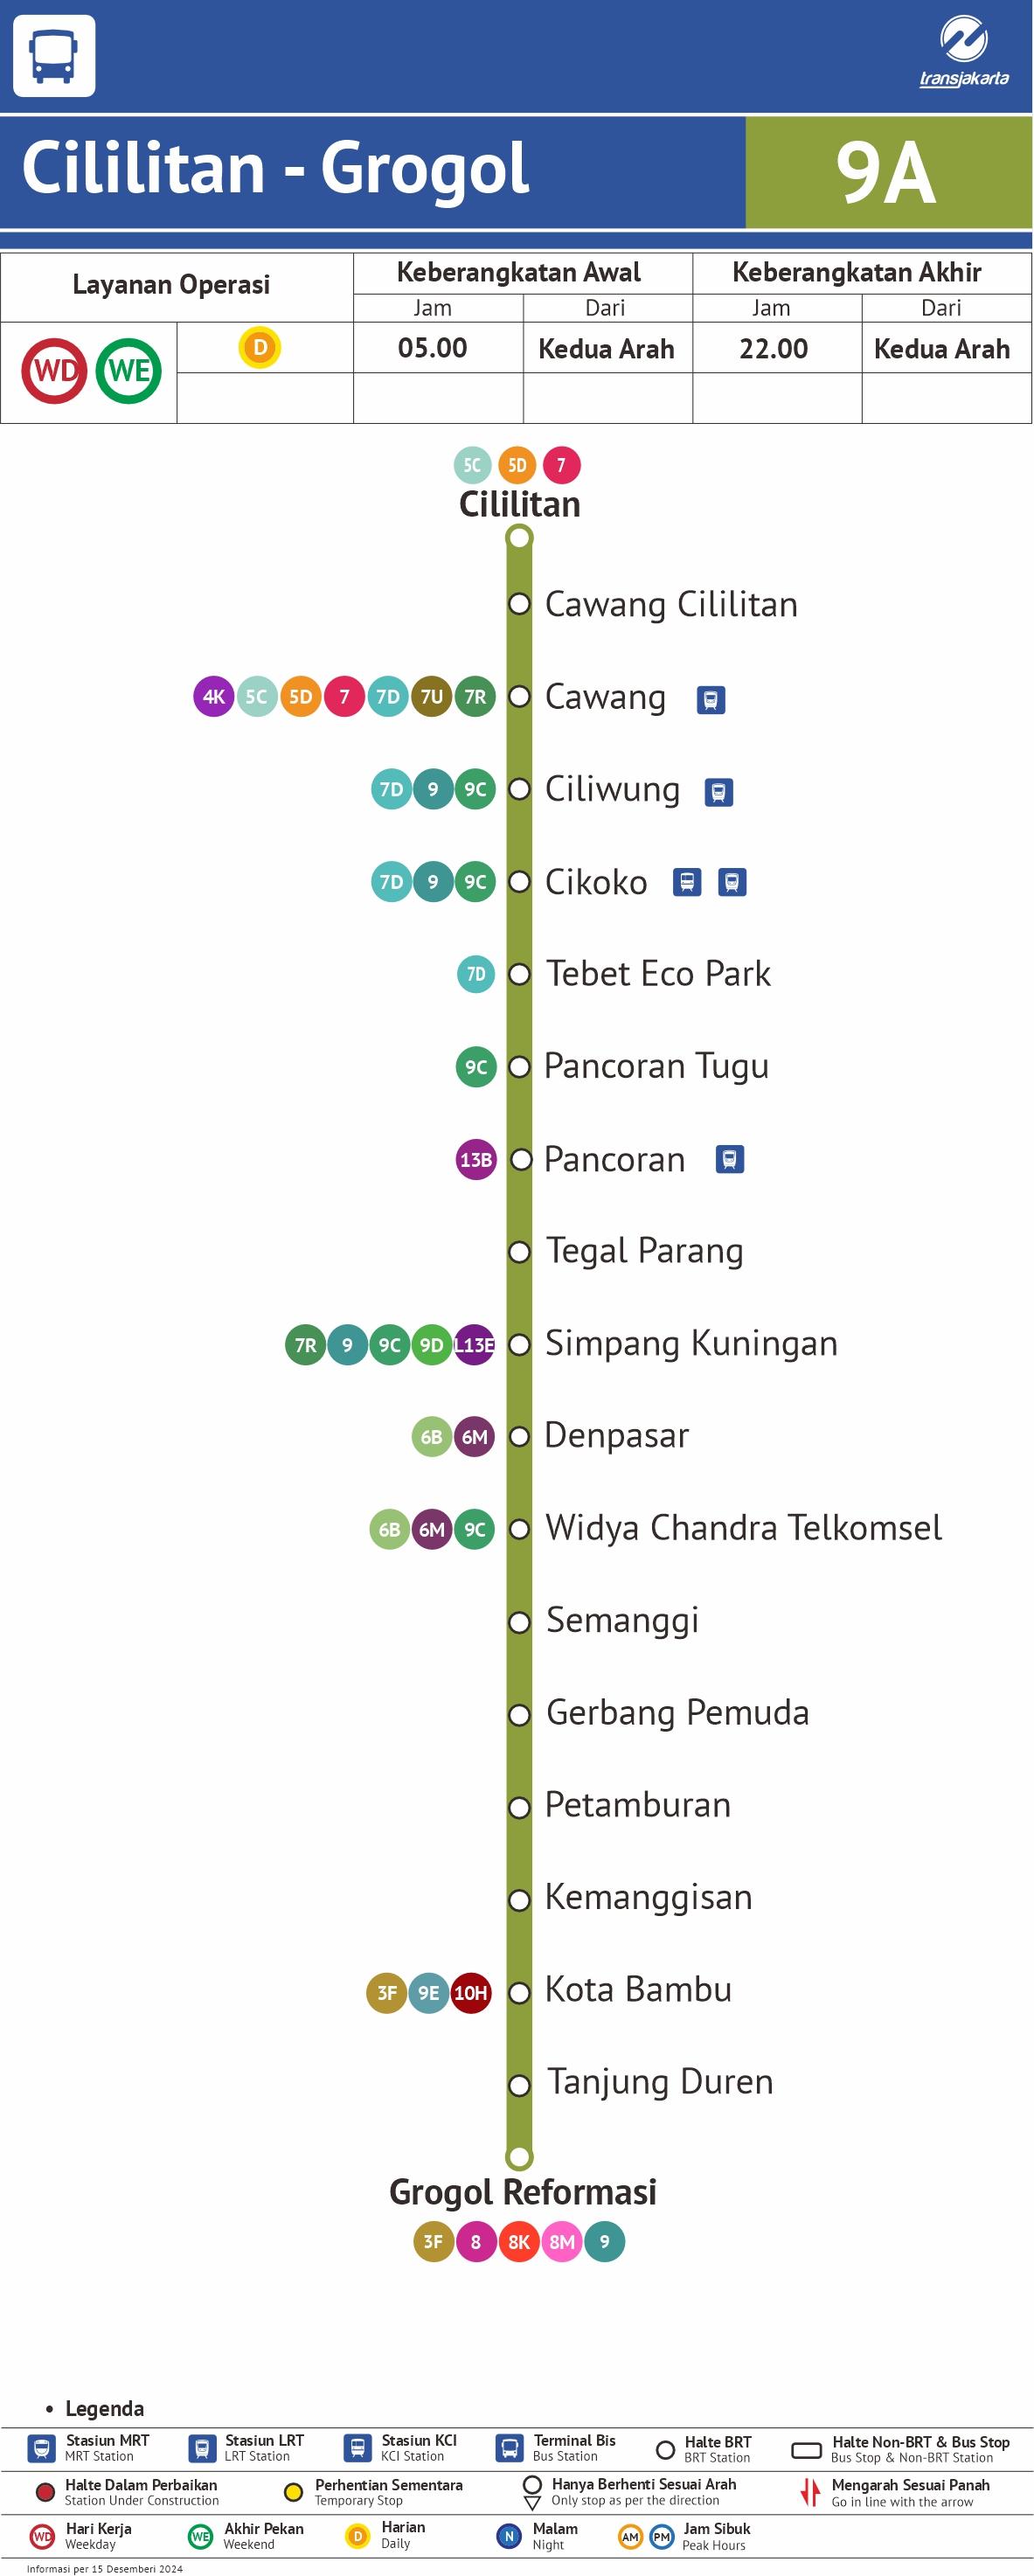 transjakarta
Cililitan - Grogol
9A
Layanan Operasi
Keberangkatan Awal
Keberangkatan Akhir
Jam
Dari
Jam
Dari
WD WE
D
05.00
Kedua Arah
22.00
Kedua Arah
5C 5D 7
Cililitan
Cawang Cililitan
4K 5C 5D 7 7D 7U 7R
Cawang
7D 9 9C
Ciliwung
7D 9 9C
Cikoko
7D
Tebet Eco Park
9C
Pancoran Tugu
13B
Pancoran
Tegal Parang
7R 9 9C 9D L13E
Simpang Kuningan
6B 6M
Denpasar
6B 6M 9C
Widya Chandra Telkomsel
Semanggi
Gerbang Pemuda
Petamburan
Kemanggisan
3F 9E 10H
Kota Bambu
Tanjung Duren
Grogol Reformasi
3F 8 8K 8M 9
• Legenda
Stasiun MRT
MRT Station
Stasiun LRT
LRT Station
Stasiun KCI
KCI Station
Terminal Bis
Bus Station
Halte BRT
BRT Station
Halte Non-BRT & Bus Stop
Bus Stop & Non-BRT Station
Halte Dalam Perbaikan
Station Under Construction
Perhentian Sementara
Temporary Stop
Hanya Berhenti Sesuai Arah
Only stop as per the direction
Mengarah Sesuai Panah
Go in line with the arrow
WD
Hari Kerja
Weekday
WE
Akhir Pekan
Weekend
D
Harian
Daily
N
Malam
Night
AM PM
Jam Sibuk
Peak Hours
Informasi per 15 Desemberi 2024